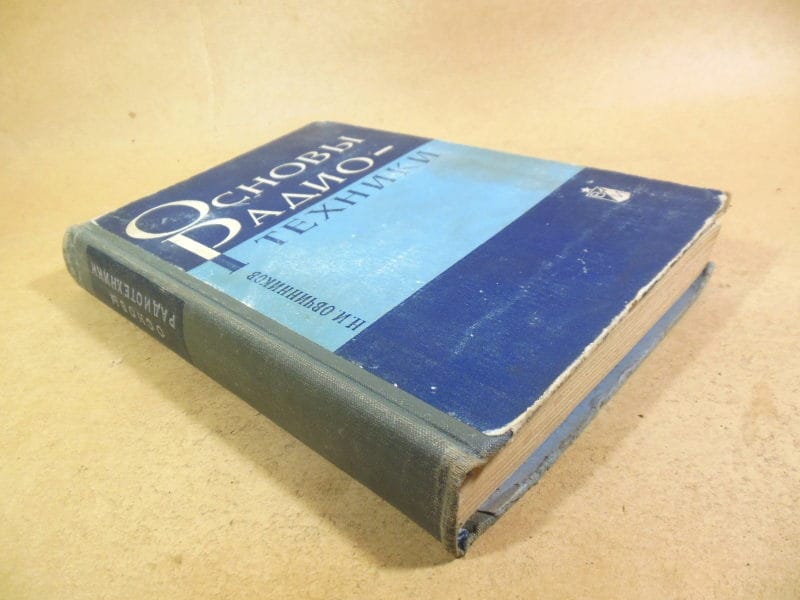 ОСНОВЫ
РАДИО-
ТЕХНИКИ
Н.И.ОВЧИННИКОВ
ОСНОВЫ
РАДИОТЕХНИКИ